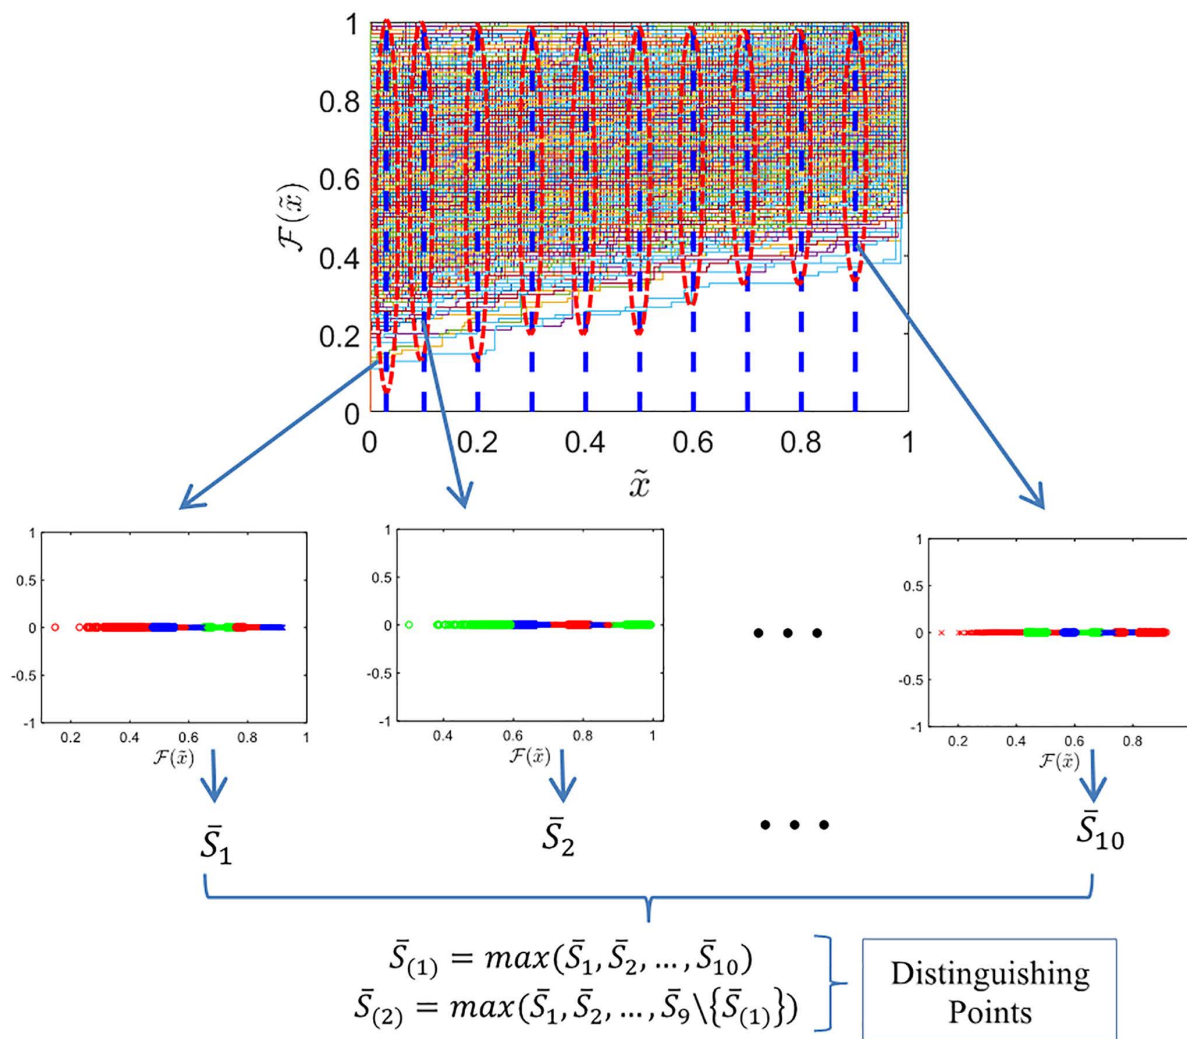 1
0.8
0.6
0.4
0.2
0
ℱ(x̃)
0 0.2 0.4 0.6 0.8 1
x̃
1
0.5
0
-0.5
-1
0.2 0.4 0.6 0.8 1
ℱ(x̃)
1
0.5
0
-0.5
-1
0.4 0.6 0.8 1
ℱ(x̃)
• • •
1
0.5
0
-0.5
-1
0.2 0.4 0.6 0.8
ℱ(x̃)
S̄₁ S̄₂ • • • S̄₁₀
S̄₍₁₎ = max(S̄₁, S̄₂, …, S̄₁₀)
S̄₍₂₎ = max(S̄₁, S̄₂, …, S̄₉\{S̄₍₁₎})
Distinguishing
Points